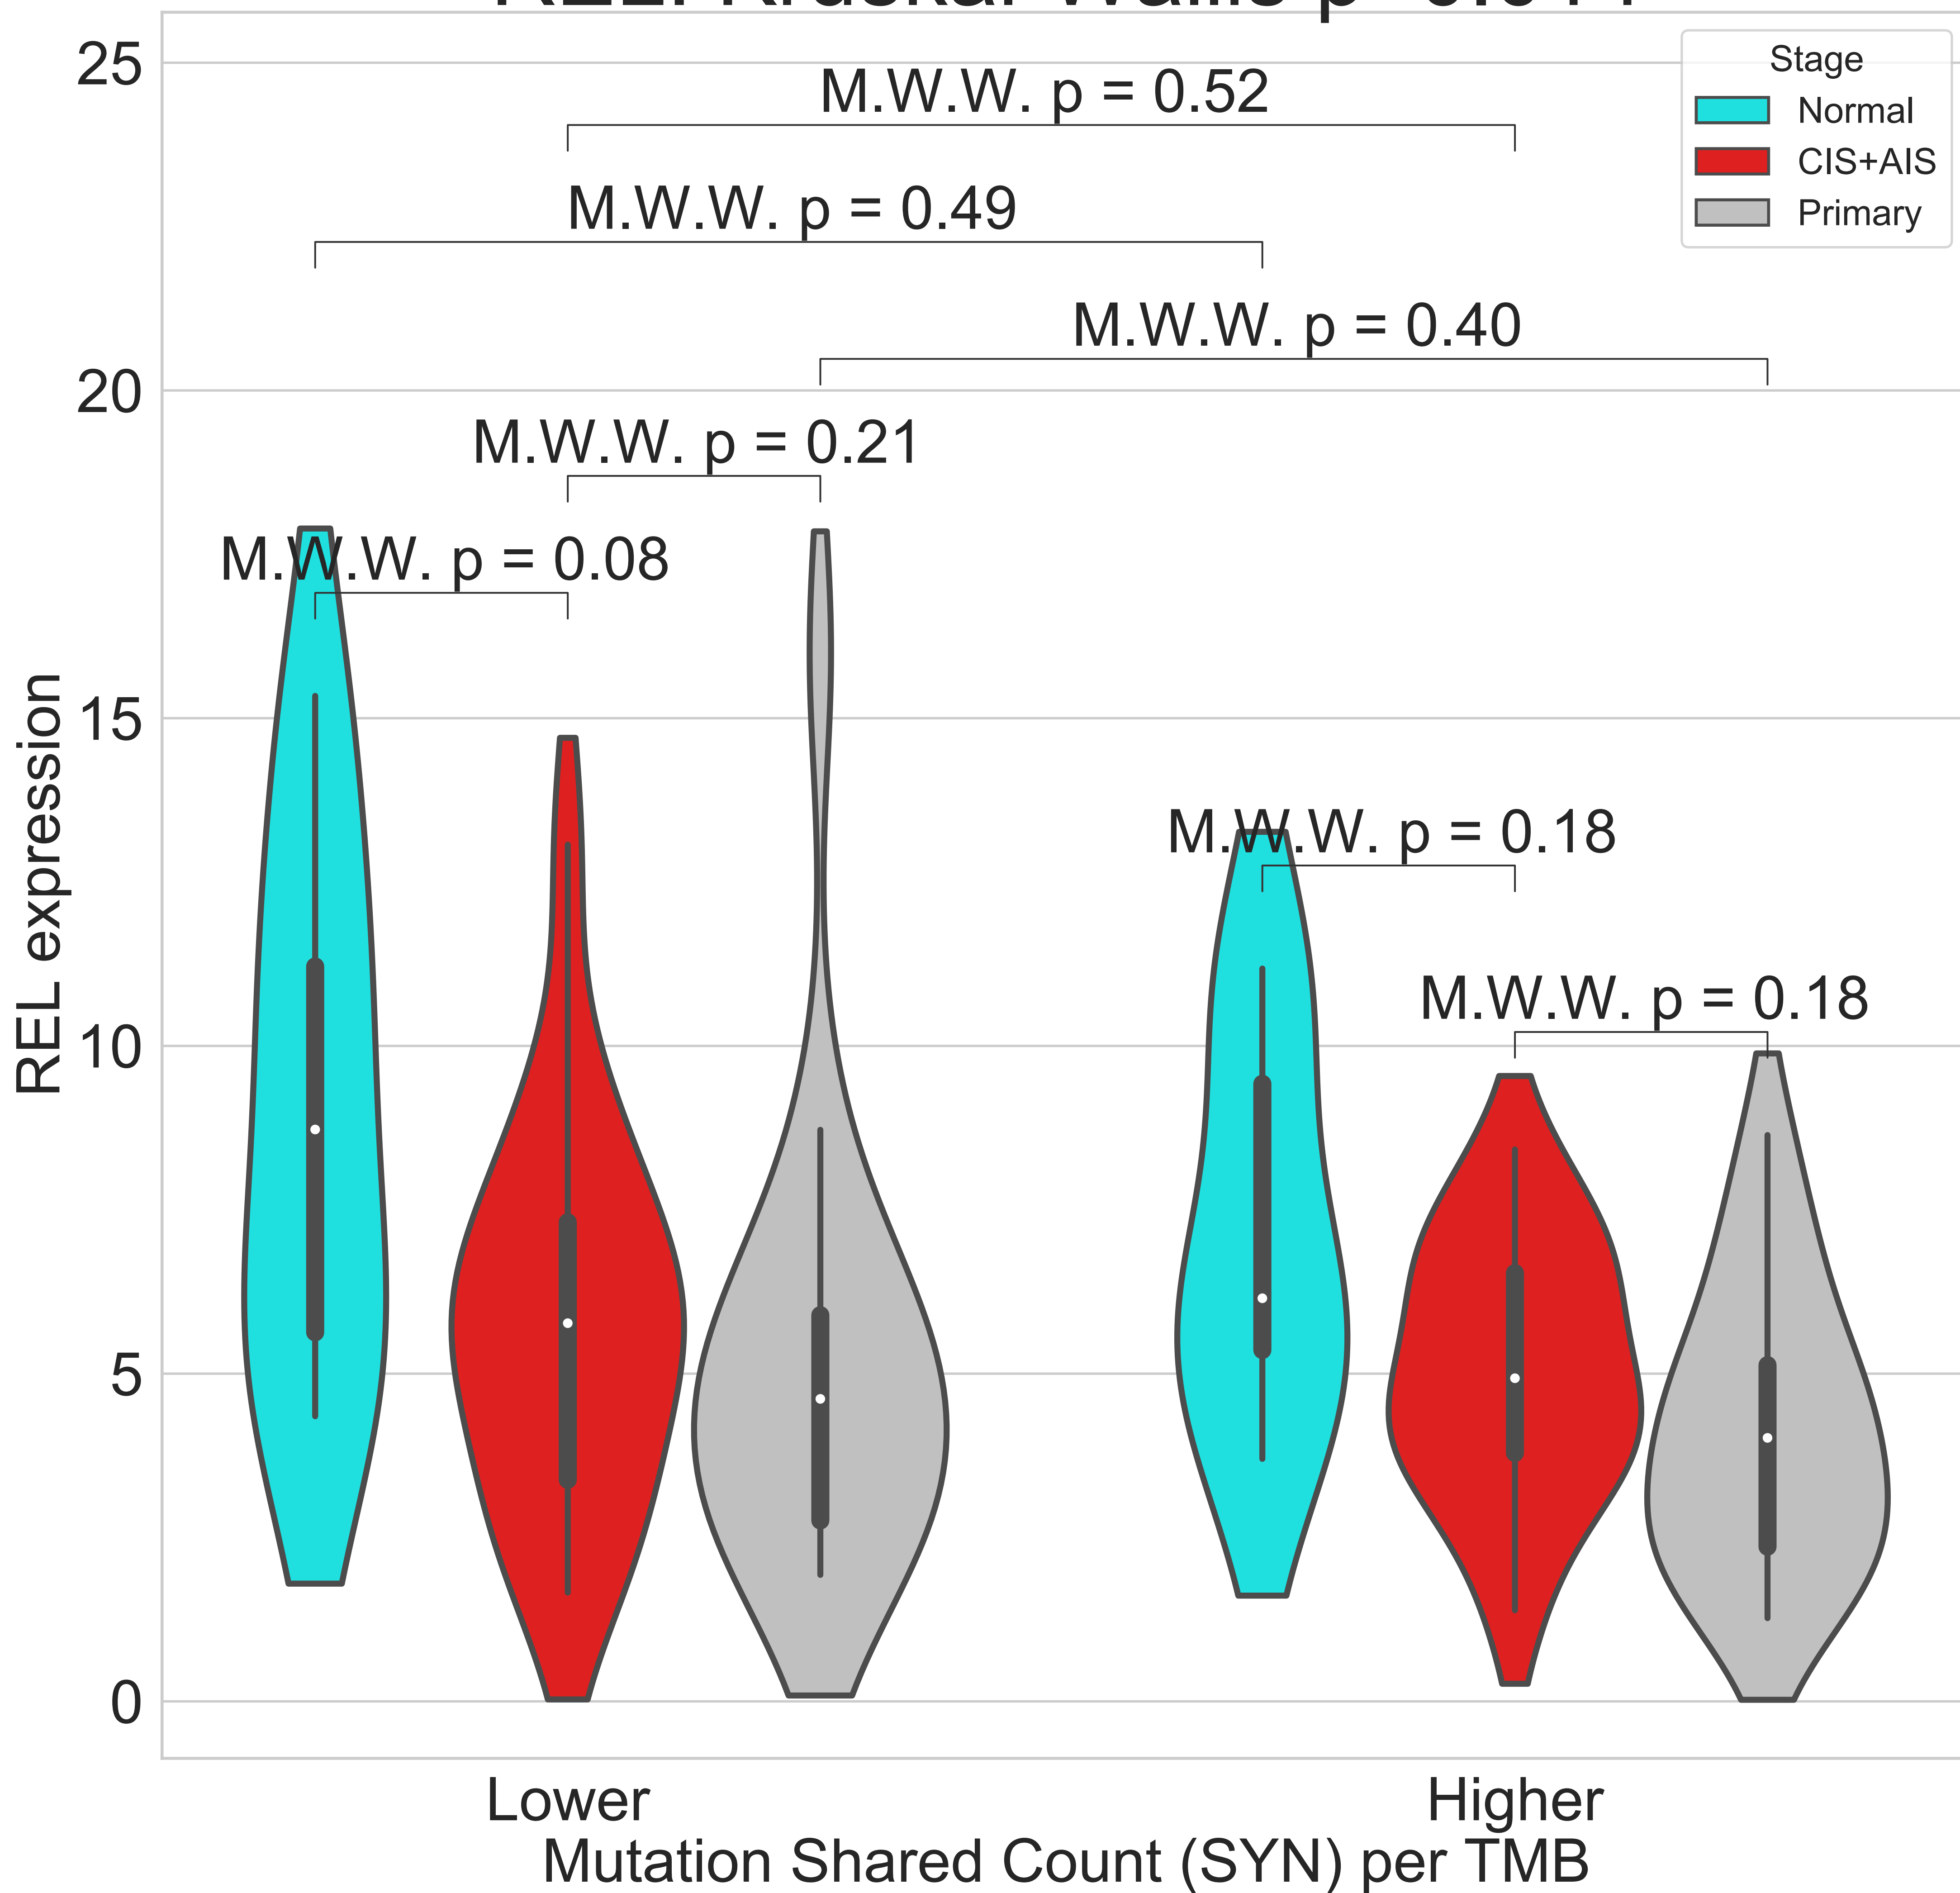 25
Stage
Normal
CIS+AIS
Primary
M.W.W. p = 0.52
M.W.W. p = 0.49
M.W.W. p = 0.40
20
M.W.W. p = 0.21
M.W.W. p = 0.08
15
M.W.W. p = 0.18
M.W.W. p = 0.18
REL expression
10
5
0
Lower
Higher
Mutation Shared Count (SYN) per TMB